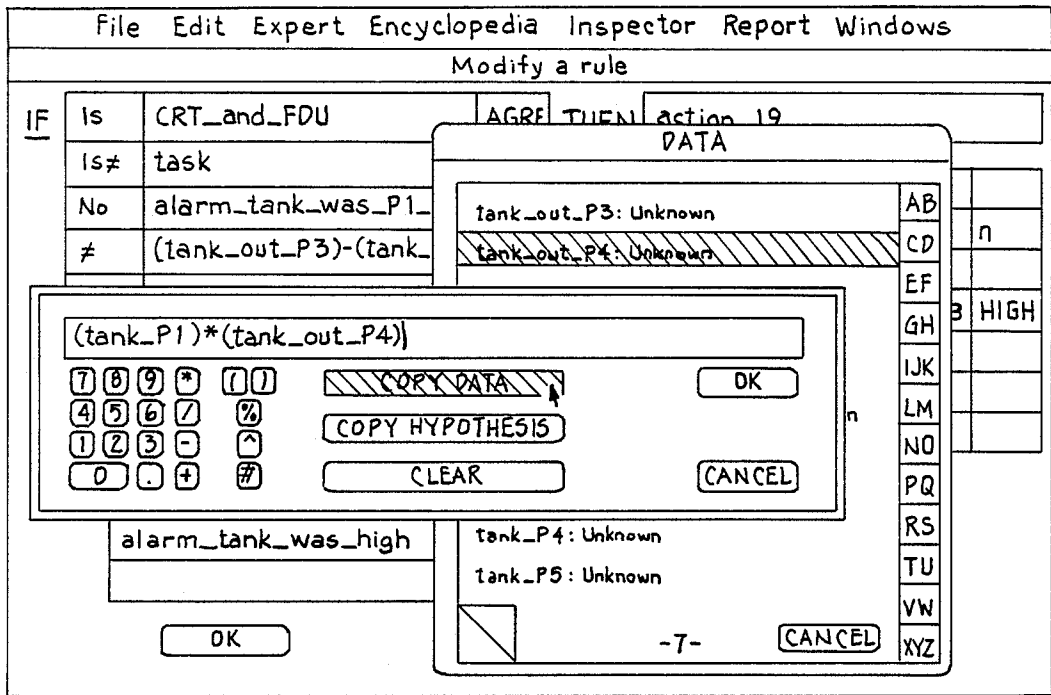 File Edit Expert Encyclopedia Inspector Report Windows
Modify a rule
IF Is CRT_and_FDU AGRE THEN action 19
DATA
Is≠ task
No alarm_tank_was_P1_
≠ (tank_out_P3)-(tank_
tank_out_P3: Unknown
tank_out_P4: Unknown
AB
CD
EF
GH
IJK
LM
NO
PQ
RS
TU
VW
XYZ
n
HIGH
n
(tank_P1)*(tank_out_P4)
7 8 9 * ( ) COPY DATA OK
4 5 6 / % COPY HYPOTHESIS
1 2 3 - ^
0 . + # CLEAR CANCEL
alarm_tank_was_high
tank_P4: Unknown
tank_P5: Unknown
OK
-7- CANCEL